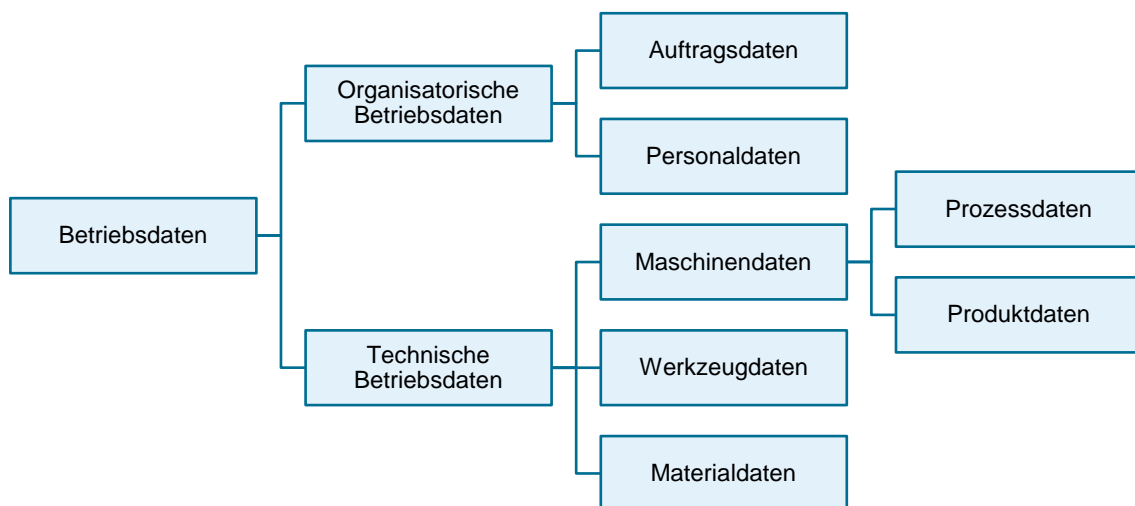 Betriebsdaten
Organisatorische
Betriebsdaten
Auftragsdaten
Personaldaten
Technische
Betriebsdaten
Maschinendaten
Prozessdaten
Produktdaten
Werkzeugdaten
Materialdaten